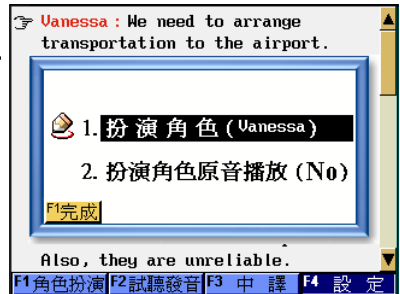 Vanessa : We need to arrange
transportation to the airport.
1. 扮演角色 (Vanessa)
2. 扮演角色原音播放 (No)
F1完成
Also, they are unreliable.
F1角色扮演 F2試聽發音 F3 中 譯 F4 設 定